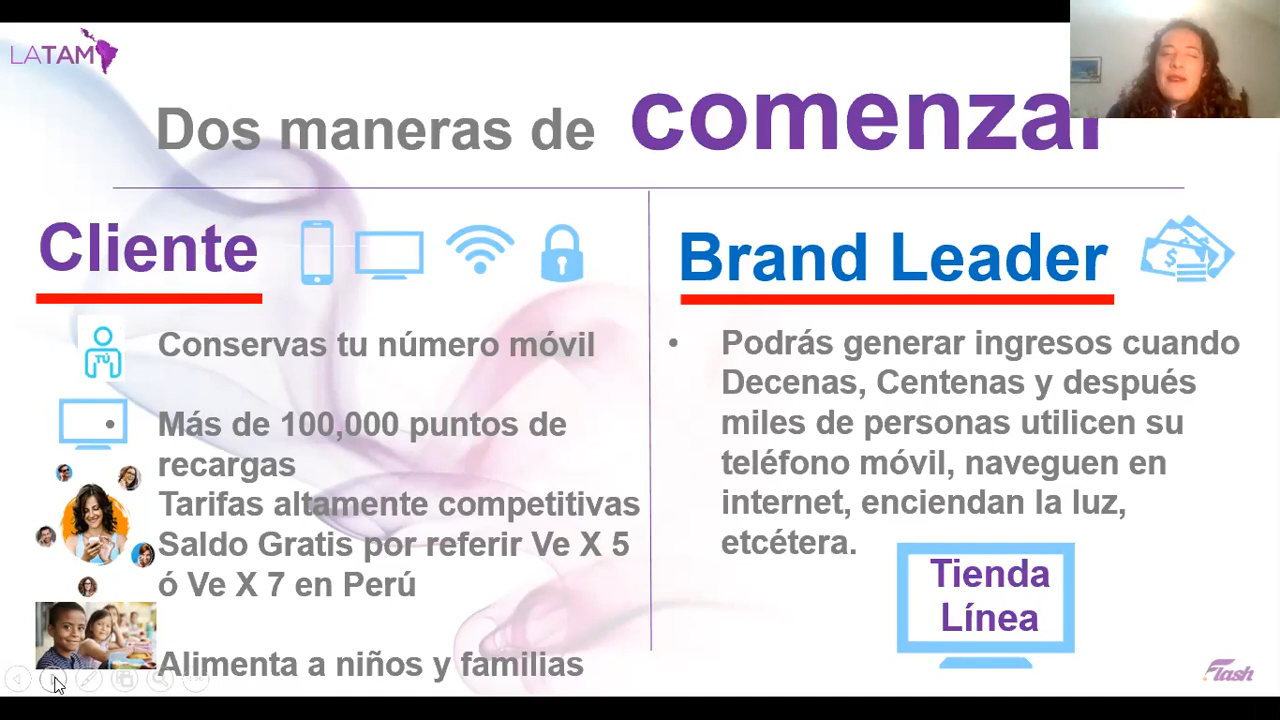 LATAM
Dos maneras de comenzar
Cliente
TÚ
Conservas tu número móvil
Más de 100,000 puntos de
recargas
Tarifas altamente competitivas
Saldo Gratis por referir Ve X 5
ó Ve X 7 en Perú
Alimenta a niños y familias
Brand Leader
$
• Podrás generar ingresos cuando
Decenas, Centenas y después
miles de personas utilicen su
teléfono móvil, naveguen en
internet, enciendan la luz,
etcétera.
Tienda
Línea
Flash